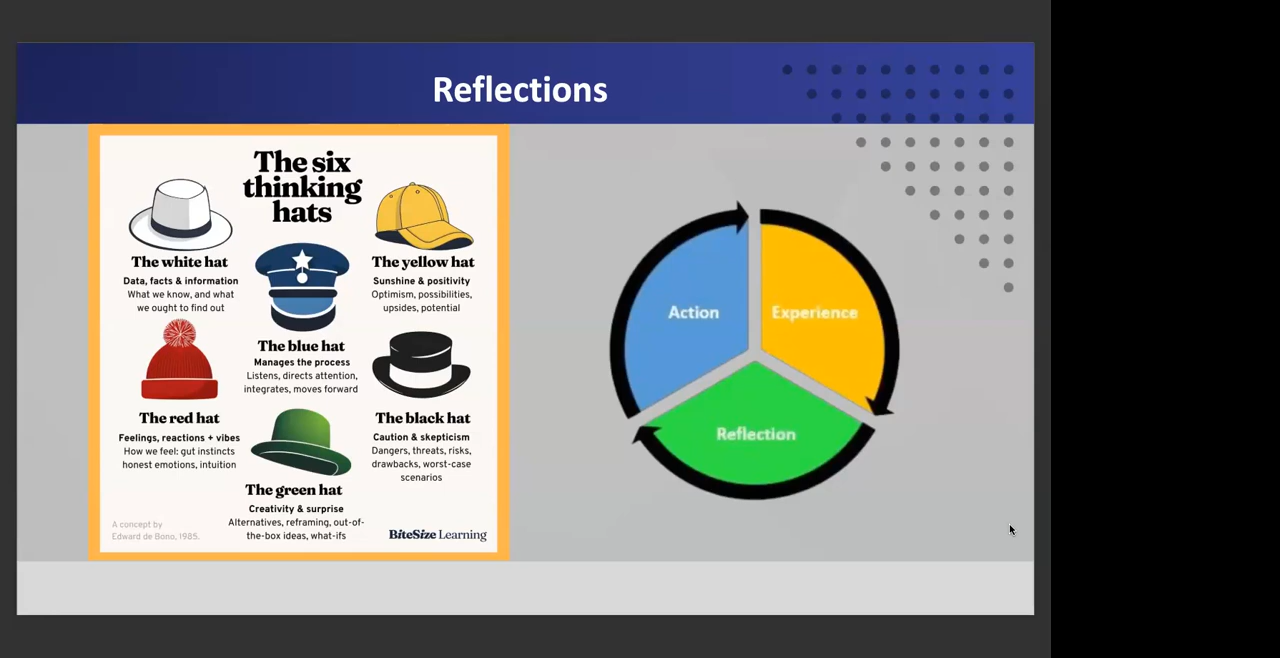 Reflections
The six
thinking
hats
The white hat
Data, facts & information
What we know, and what
we ought to find out
The yellow hat
Sunshine & positivity
Optimism, possibilities,
upsides, potential
The blue hat
Manages the process
Listens, directs attention,
integrates, moves forward
The red hat
Feelings, reactions + vibes
How we feel: gut instincts
honest emotions, intuition
The black hat
Caution & skepticism
Dangers, threats, risks,
drawbacks, worst-case
scenarios
The green hat
Creativity & surprise
Alternatives, reframing, out-of-
the-box ideas, what-ifs
A concept by
Edward de Bono, 1985.
BiteSize Learning
Action
Experience
Reflection